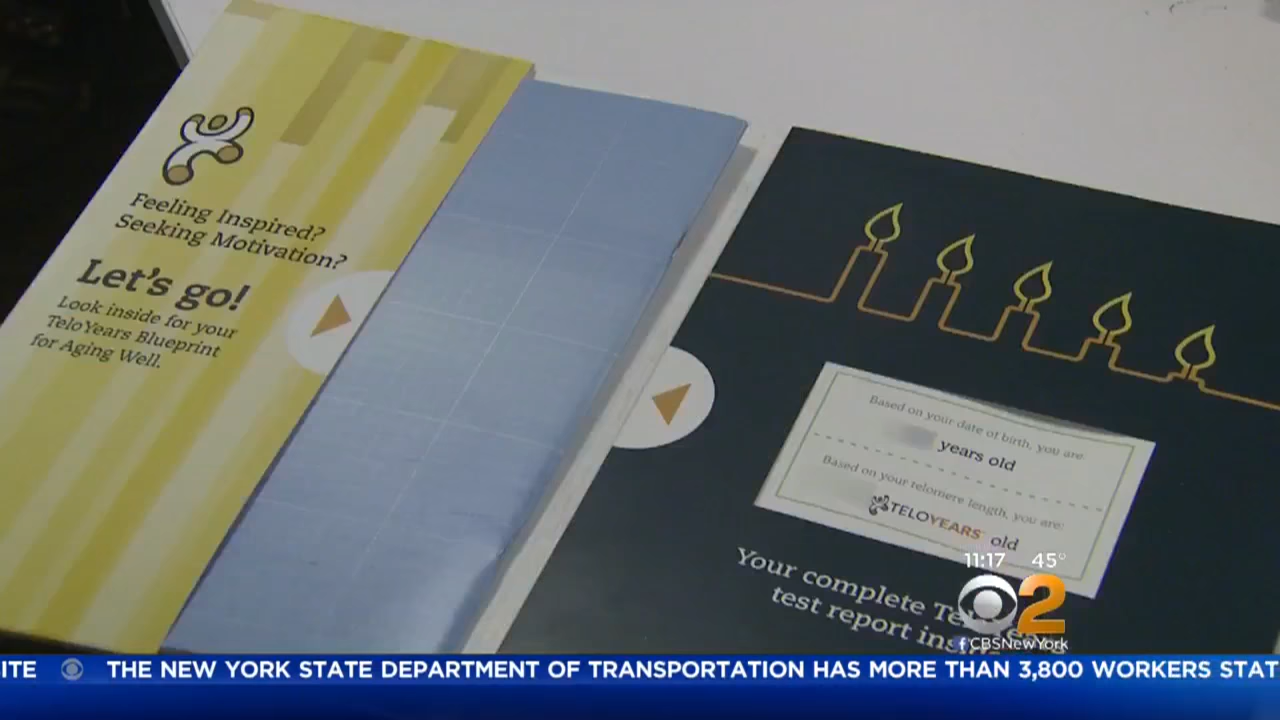 Feeling Inspired?
Seeking Motivation?
Let's go!
Look inside for your
TeloYears Blueprint
for Aging Well.
Based on your date of birth, you are:
years old
Based on your telomere length, you are:
TELOYEARS old
Your complete
test report
11:17 45°
2
CBSNewYork
ITE THE NEW YORK STATE DEPARTMENT OF TRANSPORTATION HAS MORE THAN 3,800 WORKERS STAT